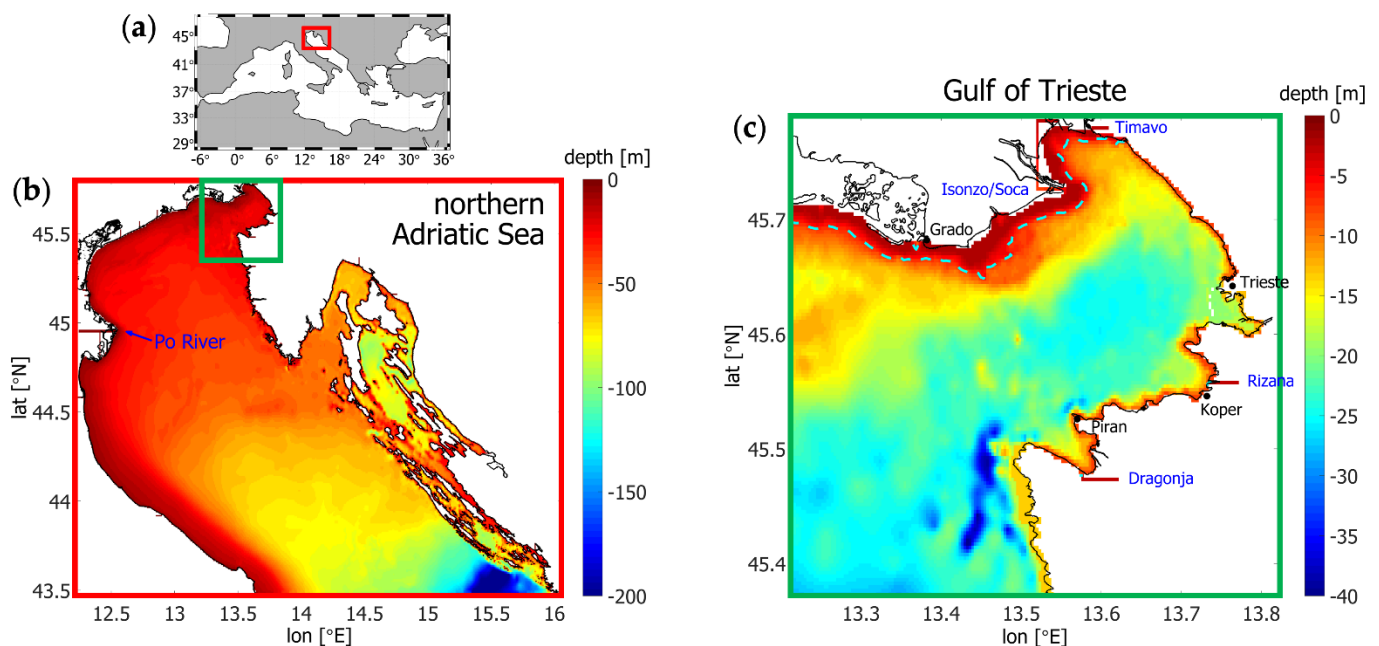 (a)
45°
41°
37°
33°
29°
-6° 0° 6° 12° 18° 24° 30° 36°
(b)
depth [m]
0
-50
-100
-150
-200
northern
Adriatic Sea
Po River
lat [°N]
45.5
45
44.5
44
43.5
12.5 13 13.5 14 14.5 15 15.5 16
lon [°E]
Gulf of Trieste
(c)
depth [m]
0
-5
-10
-15
-20
-25
-30
-35
-40
Timavo
Isonzo/Soca
Grado
Trieste
Rizana
Koper
Piran
Dragonja
lat [°N]
45.7
45.6
45.5
45.4
13.3 13.4 13.5 13.6 13.7 13.8
lon [°E]